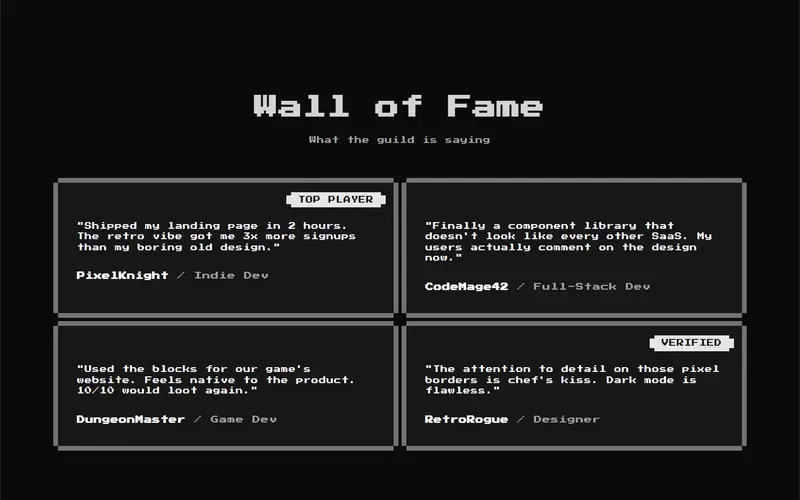 Wall of Fame
What the guild is saying
TOP PLAYER
"Shipped my landing page in 2 hours.
The retro vibe got me 3x more signups
than my boring old design."
PixelKnight / Indie Dev
"Finally a component library that
doesn't look like every other SaaS. My
users actually comment on the design
now."
CodeMage42 / Full-Stack Dev
"Used the blocks for our game's
website. Feels native to the product.
10/10 would loot again."
DungeonMaster / Game Dev
VERIFIED
"The attention to detail on those pixel
borders is chef's kiss. Dark mode is
flawless."
RetroRogue / Designer